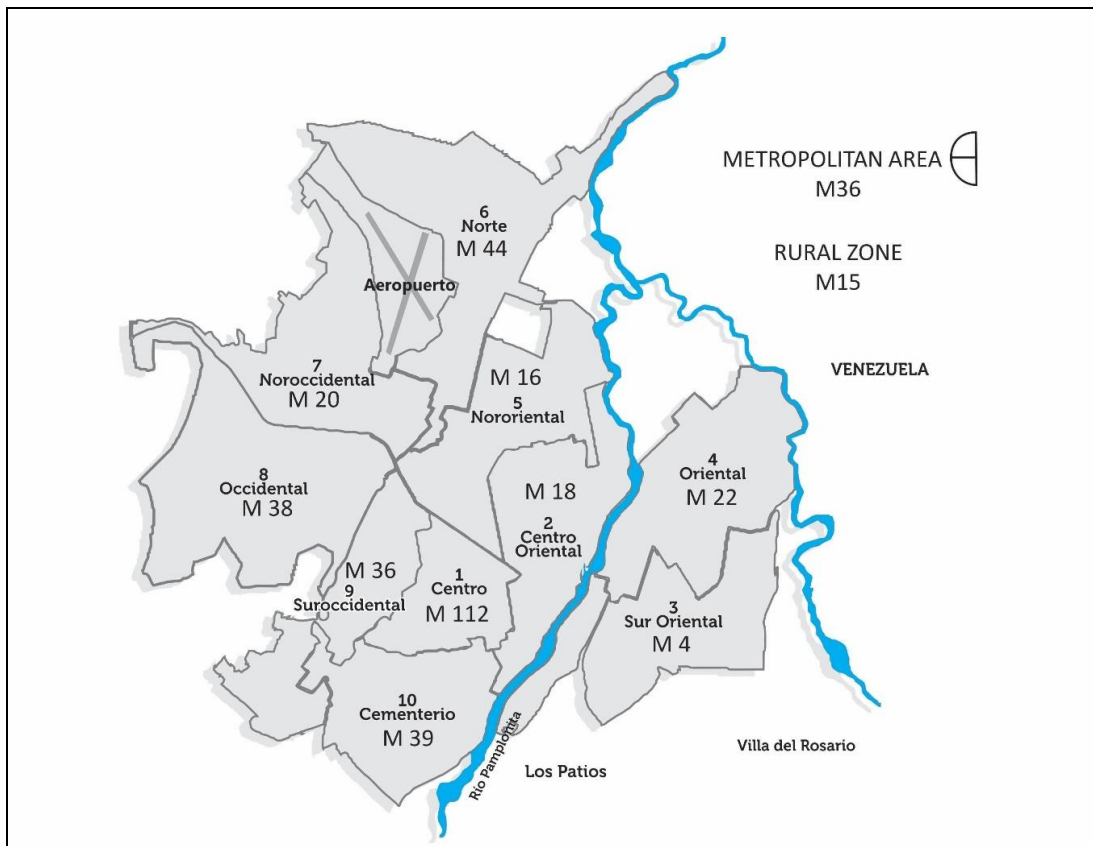 METROPOLITAN AREA
M36
RURAL ZONE
M15
6
Norte
M 44
Aeropuerto
7
Noroccidental
M 20
M 16
5
Nororiental
VENEZUELA
8
Occidental
M 38
M 18
2
Centro
Oriental
4
Oriental
M 22
M 36
9
Suroccidental
1
Centro
M 112
3
Sur Oriental
M 4
10
Cementerio
M 39
Río Pamplonita
Los Patios
Villa del Rosario